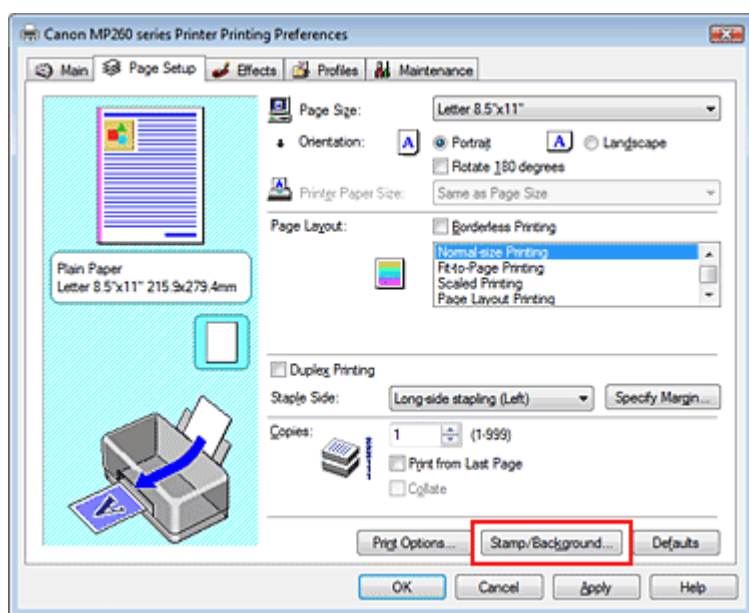 Canon MP260 series Printer Printing Preferences
Main Page Setup Effects Profiles Maintenance
Page Size: Letter 8.5"x11"
Orientation: A Portrait A Landscape
Rotate 180 degrees
Printer Paper Size: Same as Page Size
Page Layout: Borderless Printing
Normal-size Printing
Fit-to-Page Printing
Scaled Printing
Page Layout Printing
Plain Paper
Letter 8.5"x11" 215.9x279.4mm
Duplex Printing
Staple Side: Long-side stapling (Left) Specify Margin...
Copies: 1 (1-999)
Print from Last Page
Collate
Print Options... Stamp/Background... Defaults
OK Cancel Apply Help